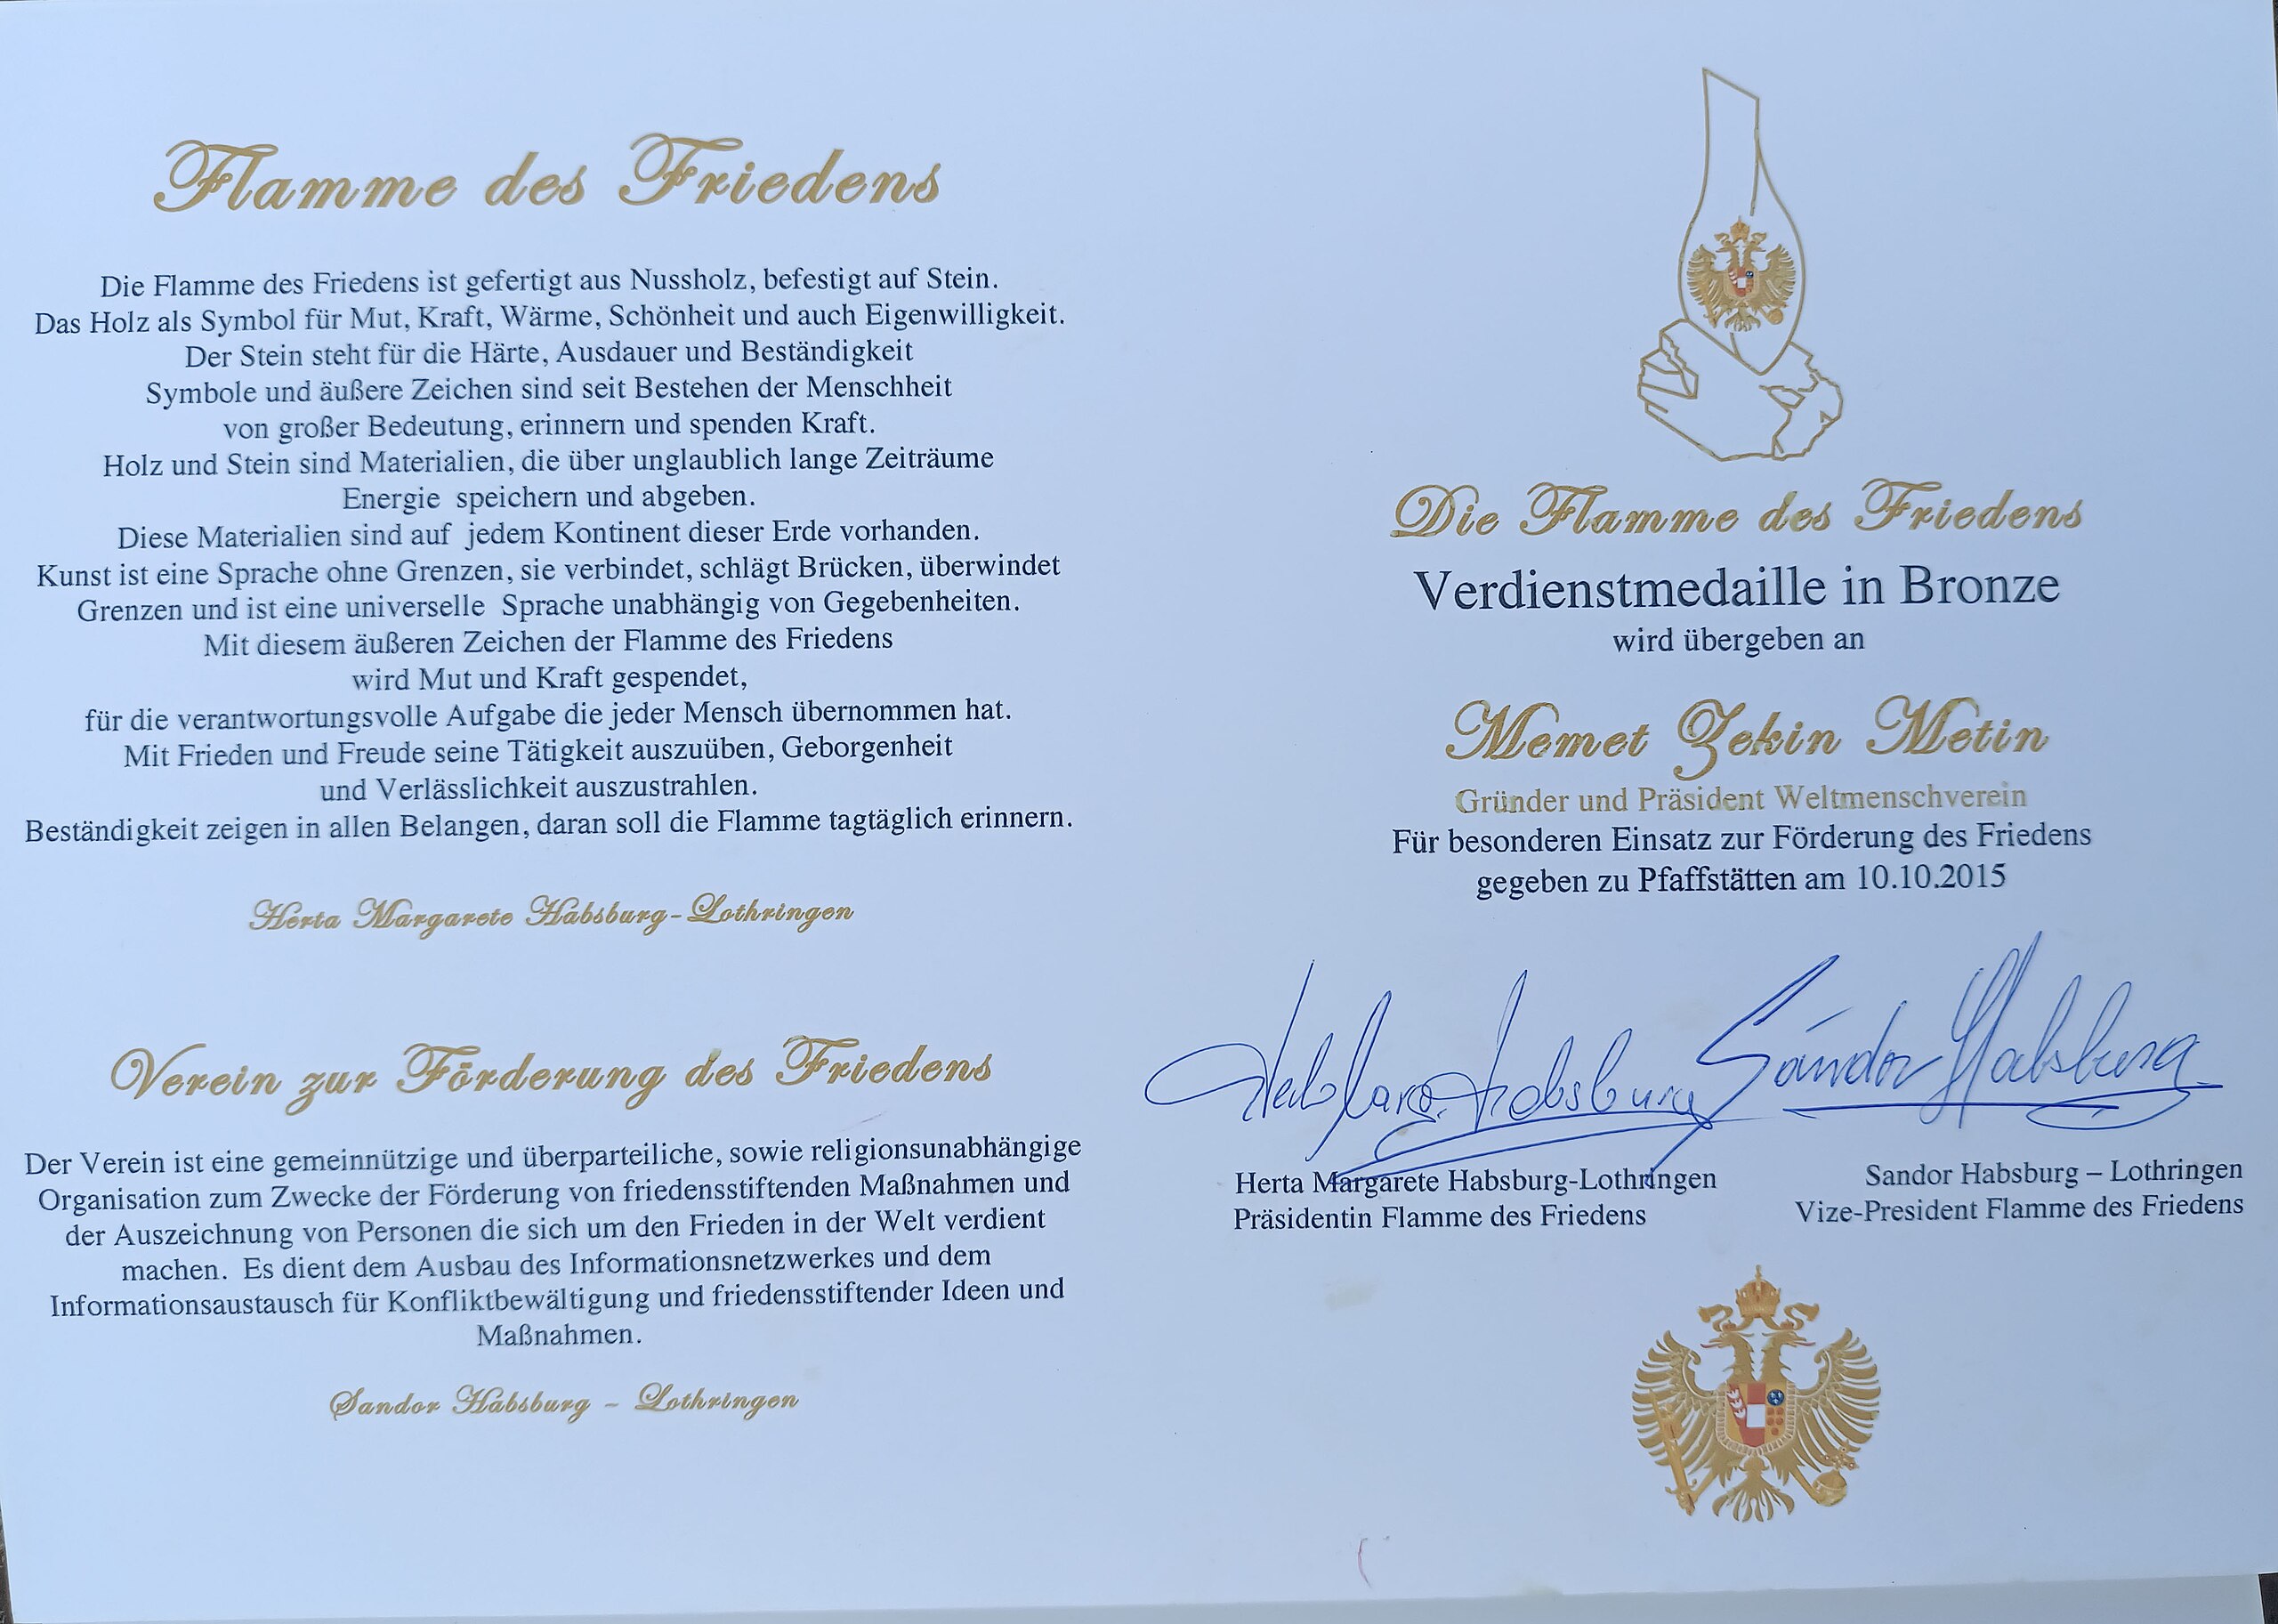 Flamme des Friedens
Die Flamme des Friedens ist gefertigt aus Nussholz, befestigt auf Stein.
Das Holz als Symbol für Mut, Kraft, Wärme, Schönheit und auch Eigenwilligkeit.
Der Stein steht für die Härte, Ausdauer und Beständigkeit
Symbole und äußere Zeichen sind seit Bestehen der Menschheit
von großer Bedeutung, erinnern und spenden Kraft.
Holz und Stein sind Materialien, die über unglaublich lange Zeiträume
Energie speichern und abgeben.
Diese Materialien sind auf jedem Kontinent dieser Erde vorhanden.
Kunst ist eine Sprache ohne Grenzen, sie verbindet, schlägt Brücken, überwindet
Grenzen und ist eine universelle Sprache unabhängig von Gegebenheiten.
Mit diesem äußeren Zeichen der Flamme des Friedens
wird Mut und Kraft gespendet,
für die verantwortungsvolle Aufgabe die jeder Mensch übernommen hat.
Mit Frieden und Freude seine Tätigkeit auszuüben, Geborgenheit
und Verlässlichkeit auszustrahlen.
Beständigkeit zeigen in allen Belangen, daran soll die Flamme tagtäglich erinnern.
Herta Margarete Habsburg-Lothringen
Verein zur Förderung des Friedens
Der Verein ist eine gemeinnützige und überparteiliche, sowie religionsunabhängige
Organisation zum Zwecke der Förderung von friedensstiftenden Maßnahmen und
der Auszeichnung von Personen die sich um den Frieden in der Welt verdient
machen. Es dient dem Ausbau des Informationsnetzwerkes und dem
Informationsaustausch für Konfliktbewältigung und friedensstiftender Ideen und
Maßnahmen.
Sandor Habsburg – Lothringen
Die Flamme des Friedens
Verdienstmedaille in Bronze
wird übergeben an
Memet Zekin Metin
Gründer und Präsident Weltmenschverein
Für besonderen Einsatz zur Förderung des Friedens
gegeben zu Pfaffstätten am 10.10.2015
Sándor Habsburg
Herta Margarete Habsburg-Lothringen
Präsidentin Flamme des Friedens
Sandor Habsburg – Lothringen
Vize-President Flamme des Friedens